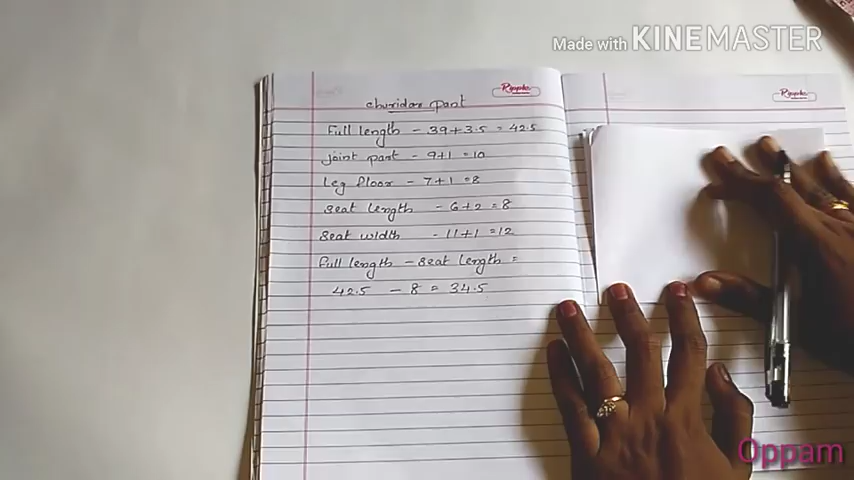 Made with KINEMASTER
churidar pant
Full length - 39+3.5 = 42.5
joint part - 9+1 = 10
Leg floor - 7+1 = 8
seat length - 6+2 = 8
seat width - 11+1 = 12
Full length - seat length =
42.5 - 8 = 34.5
Oppam